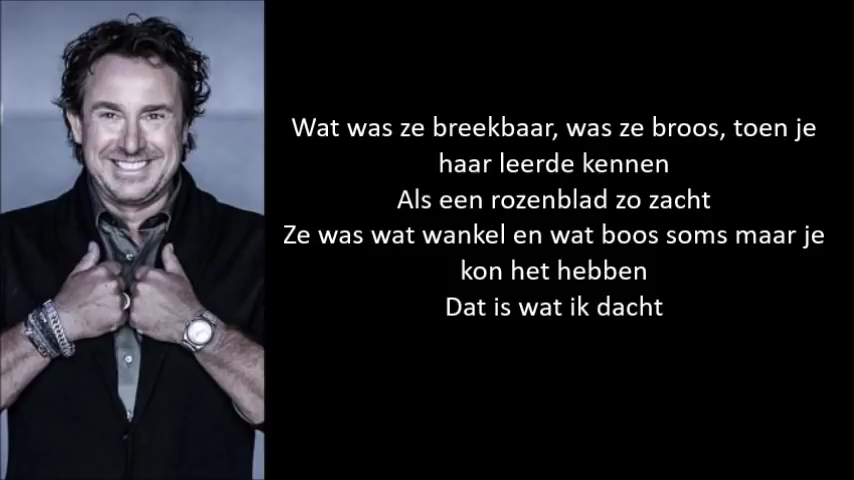 Wat was ze breekbaar, was ze broos, toen je
haar leerde kennen
Als een rozenblad zo zacht
Ze was wat wankel en wat boos soms maar je
kon het hebben
Dat is wat ik dacht